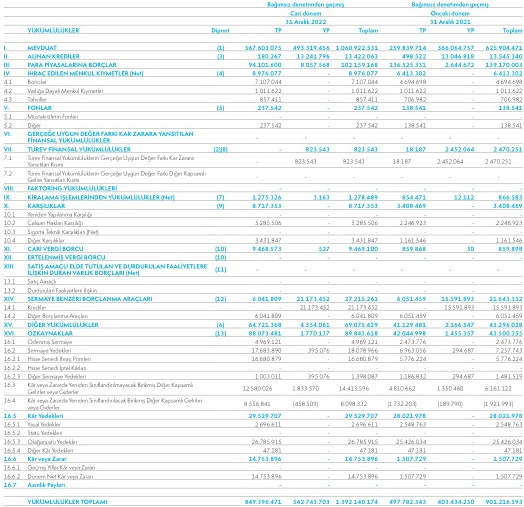 Bağımsız denetimden geçmiş Bağımsız denetimden geçmiş
Cari dönem Önceki dönem
31 Aralık 2022 31 Aralık 2021
YÜKÜMLÜLÜKLER Dipnot TP YP Toplam TP YP Toplam
I. MEVDUAT (1) 567.603.075 493.319.456 1.060.922.531 259.839.714 366.064.757 625.904.471
II. ALINAN KREDİLER (3) 180.267 13.241.796 13.422.063 498.522 13.046.818 13.545.340
III. PARA PİYASALARINA BORÇLAR 94.101.600 8.057.568 102.159.168 136.525.331 2.644.672 139.170.003
IV. İHRAÇ EDİLEN MENKUL KIYMETLER (Net) (4) 8.976.077 - 8.976.077 6.413.302 - 6.413.302
4.1 Bonolar 7.107.044 - 7.107.044 4.694.698 - 4.694.698
4.2 Varlığa Dayalı Menkul Kıymetler 1.011.622 - 1.011.622 1.011.622 - 1.011.622
4.3 Tahviller 857.411 - 857.411 706.982 - 706.982
V. FONLAR (5) 237.542 - 237.542 138.541 - 138.541
5.1 Müstakrizlerin Fonları - - - - - -
5.2 Diğer 237.542 - 237.542 138.541 - 138.541
VI. GERÇEĞE UYGUN DEĞER FARKI KAR ZARARA YANSITILAN
FİNANSAL YÜKÜMLÜLÜKLER - - - - - -
VII. TÜREV FİNANSAL YÜKÜMLÜLÜKLER (2)(8) - 823.543 823.543 18.187 2.452.064 2.470.251
7.1 Türev Finansal Yükümlülüklerin Gerçeğe Uygun Değer Farkı Kar Zarara
Yansıtılan Kısmı - 823.543 823.543 18.187 2.452.064 2.470.251
7.2 Türev Finansal Yükümlülüklerin Gerçeğe Uygun Değer Farkı Diğer Kapsamlı
Gelire Yansıtılan Kısmı - - - - - -
VIII. FAKTORİNG YÜKÜMLÜLÜKLERİ - - - - - -
IX. KİRALAMA İŞLEMLERİNDEN YÜKÜMLÜLÜKLER (Net) (7) 1.275.326 3.163 1.278.489 854.471 12.112 866.583
X. KARŞILIKLAR (9) 8.717.353 - 8.717.353 3.408.469 - 3.408.469
10.1 Yeniden Yapılanma Karşılığı - - - - - -
10.2 Çalışan Hakları Karşılığı 5.285.506 - 5.285.506 2.246.923 - 2.246.923
10.3 Sigorta Teknik Karşılıkları (Net) - - - - - -
10.4 Diğer Karşılıklar 3.431.847 - 3.431.847 1.161.546 - 1.161.546
XI. CARİ VERGİ BORCU (10) 9.468.573 527 9.469.100 859.868 30 859.898
XII. ERTELENMİŞ VERGİ BORCU (10) - - - - - -
XIII. SATIŞ AMAÇLI ELDE TUTULAN VE DURDURULAN FAALİYETLERE
İLİŞKİN DURAN VARLIK BORÇLARI (Net) (11) - - - - - -
13.1 Satış Amaçlı - - - - - -
13.2 Durdurulan Faaliyetlere İlişkin - - - - - -
XIV. SERMAYE BENZERİ BORÇLANMA ARAÇLARI (12) 6.041.809 21.173.452 27.215.261 6.051.459 15.591.893 21.643.352
14.1 Krediler - 21.173.452 21.173.452 - 15.591.893 15.591.893
14.2 Diğer Borçlanma Araçları 6.041.809 - 6.041.809 6.051.459 - 6.051.459
XV. DİĞER YÜKÜMLÜLÜKLER (6) 64.721.368 4.354.061 69.075.429 41.129.481 2.166.547 43.296.028
XVI. ÖZKAYNAKLAR (13) 88.073.481 1.770.137 89.843.618 42.044.998 1.455.357 43.500.355
16.1 Ödenmiş Sermaye 4.969.121 - 4.969.121 2.473.776 - 2.473.776
16.2 Sermaye Yedekleri 17.683.890 395.076 18.078.966 6.963.056 294.687 7.257.743
16.2.1 Hisse Senedi İhraç Primleri 16.680.879 - 16.680.879 5.776.224 - 5.776.224
16.2.2 Hisse Senedi İptal Kârları - - - - - -
16.2.3 Diğer Sermaye Yedekleri 1.003.011 395.076 1.398.087 1.186.832 294.687 1.481.519
16.3 Kâr veya Zararda Yeniden Sınıflandırılmayacak Birikmiş Diğer Kapsamlı
Gelirler veya Giderler 12.580.026 1.833.570 14.413.596 4.810.662 1.350.460 6.161.122
16.4 Kâr veya Zararda Yeniden Sınıflandırılacak Birikmiş Diğer Kapsamlı Gelirler
veya Giderler 8.556.841 (458.509) 8.098.332 (1.732.203) (189.790) (1.921.993)
16.5 Kâr Yedekleri 29.529.707 - 29.529.707 28.021.978 - 28.021.978
16.5.1 Yasal Yedekler 2.696.611 - 2.696.611 2.548.763 - 2.548.763
16.5.2 Statü Yedekleri - - - - - -
16.5.3 Olağanüstü Yedekler 26.785.915 - 26.785.915 25.426.034 - 25.426.034
16.5.4 Diğer Kâr Yedekleri 47.181 - 47.181 47.181 - 47.181
16.6 Kâr veya Zarar 14.753.896 - 14.753.896 1.507.729 - 1.507.729
16.6.1 Geçmiş Yıllar Kâr veya Zararı - - - - - -
16.6.2 Dönem Net Kâr veya Zararı 14.753.896 - 14.753.896 1.507.729 - 1.507.729
16.7 Azınlık Payları - - - - - -
YÜKÜMLÜLÜKLER TOPLAMI 849.396.471 542.743.703 1.392.140.174 497.782.343 403.434.250 901.216.593